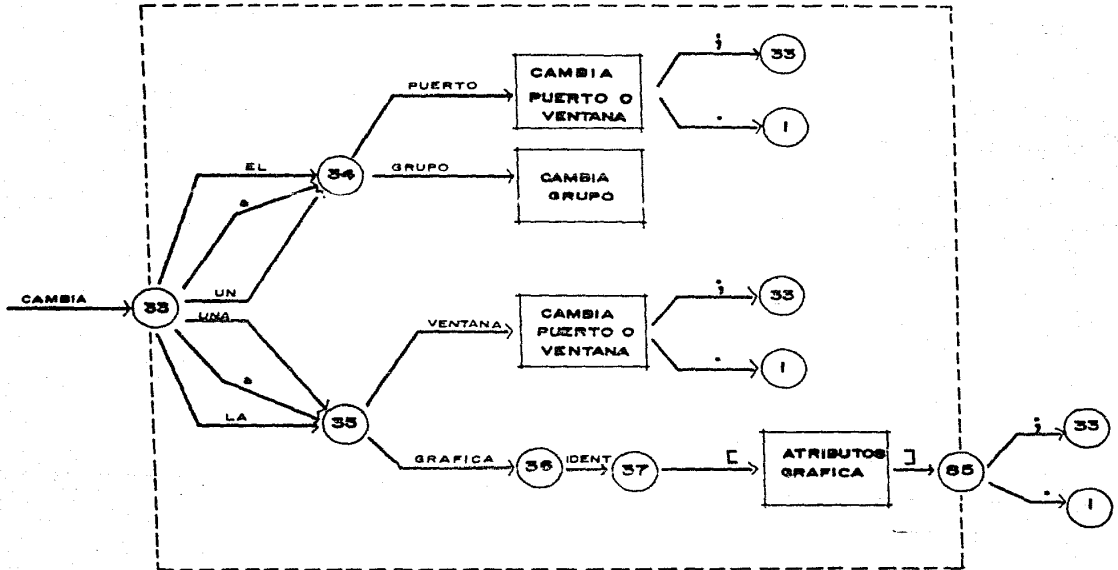 ;
33
PUERTO
CAMBIA
PUERTO O
VENTANA
.
1
EL
34
GRUPO
CAMBIA
GRUPO
UN
CAMBIA
33
UNA
VENTANA
CAMBIA
PUERTO O
VENTANA
;
33
.
1
LA
35
GRAFICA
36
IDENT
37
[
ATRIBUTOS
GRAFICA
]
85
;
33
.
1